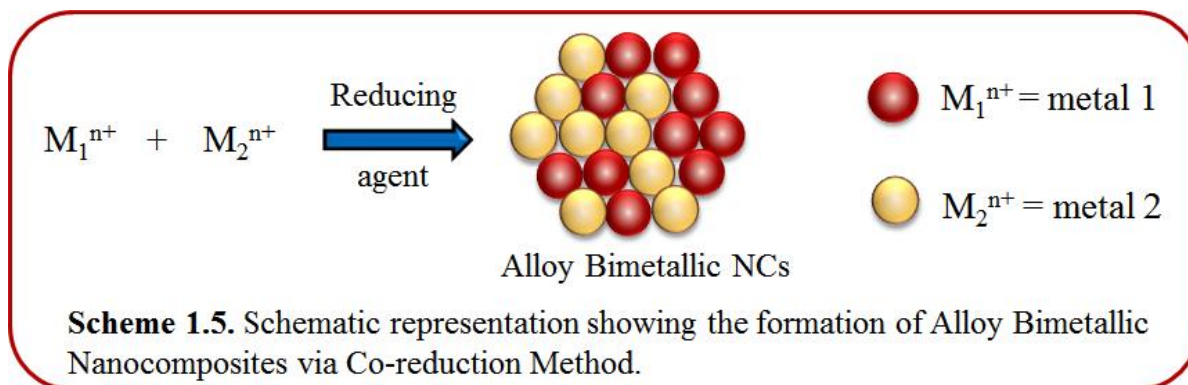 M₁ⁿ⁺ + M₂ⁿ⁺
Reducing
agent
Alloy Bimetallic NCs
M₁ⁿ⁺ = metal 1
M₂ⁿ⁺ = metal 2
Scheme 1.5. Schematic representation showing the formation of Alloy Bimetallic
Nanocomposites via Co-reduction Method.